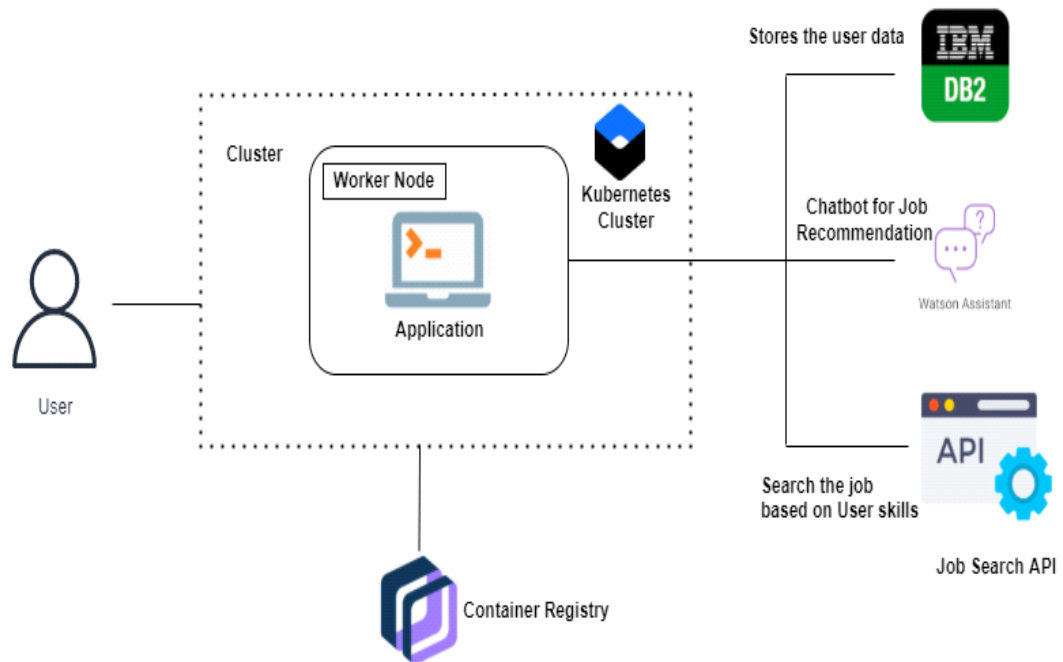 Stores the user data
IBM
DB2
Cluster
Worker Node
Kubernetes
Cluster
Application
Chatbot for Job
Recommendation
?
Watson Assistant
User
API
Search the job
based on User skills
Job Search API
Container Registry